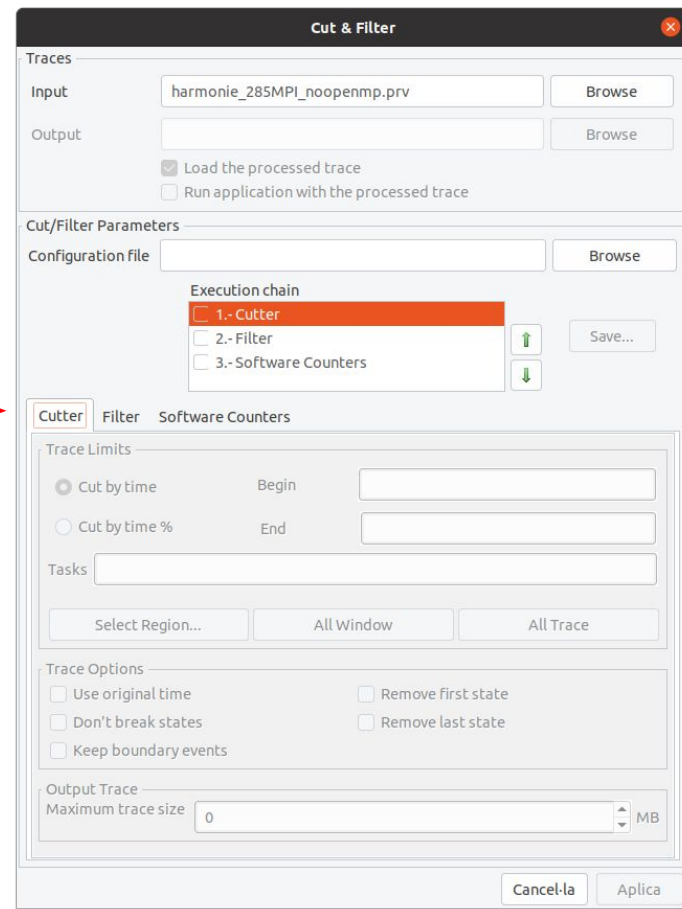 Cut & Filter
Traces
Input harmonie_285MPI_noopenmp.prv Browse
Output Browse
Load the processed trace
Run application with the processed trace
Cut/Filter Parameters
Configuration file Browse
Execution chain
1.- Cutter
2.- Filter
3.- Software Counters
Save...
Cutter Filter Software Counters
Trace Limits
Cut by time Begin
Cut by time % End
Tasks
Select Region... All Window All Trace
Trace Options
Use original time Remove first state
Don't break states Remove last state
Keep boundary events
Output Trace
Maximum trace size 0 MB
Cancel·la Aplica